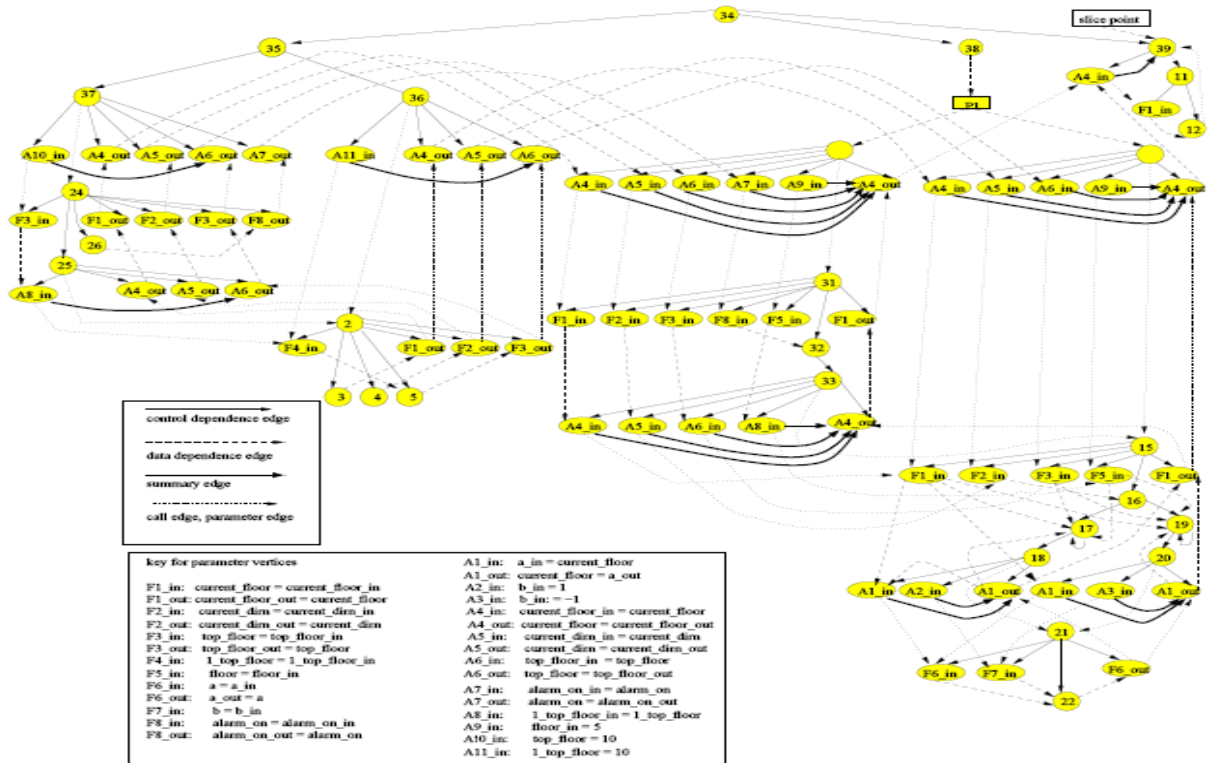 34
slice point
35
38
39
A4_in
11
37
36
P1
F1_in
12
A10_in A4_out A5_out A6_out A7_out A11_in A4_out A5_out A6_out
A4_in A5_in A6_in A7_in A9_in A4_out A4_in A5_in A6_in A9_in A4_out
24
F3_in F1_out F2_out F3_out F8_out
26
25
A8_in A4_out A5_out A6_out
31
F1_in F2_in F3_in F8_in F5_in F1_out
2
F4_in F1_out F2_out F3_out
32
33
3 4 5
A4_in A5_in A6_in A8_in A4_out
15
F1_in F2_in F3_in F5_in F1_out
16
17
19
18
20
A1_in A2_in A1_out A1_in A3_in A1_out
21
F6_in F7_in F6_out
22
control dependence edge
data dependence edge
summary edge
call edge, parameter edge
key for parameter vertices
F1_in: current_floor = current_floor_in
F1_out: current_floor_out = current_floor
F2_in: current_dirn = current_dirn_in
F2_out: current_dirn_out = current_dirn
F3_in: top_floor = top_floor_in
F3_out: top_floor_out = top_floor
F4_in: 1_top_floor = 1_top_floor_in
F5_in: floor = floor_in
F6_in: a = a_in
F6_out: a_out = a
F7_in: b = b_in
F8_in: alarm_on = alarm_on_in
F8_out: alarm_on_out = alarm_on
A1_in: a_in = current_floor
A1_out: current_floor = a_out
A2_in: b_in = 1
A3_in: b_in: = −1
A4_in: current_floor_in = current_floor
A4_out: current_floor = current_floor_out
A5_in: current_dirn_in = current_dirn
A5_out: current_dirn = current_dirn_out
A6_in: top_floor_in = top_floor
A6_out: top_floor = top_floor_out
A7_in: alarm_on_in = alarm_on
A7_out: alarm_on = alarm_on_out
A8_in: 1_top_floor_in = 1_top_floor
A9_in: floor_in = 5
A!0_in: top_floor = 10
A11_in: 1_top_floor = 10